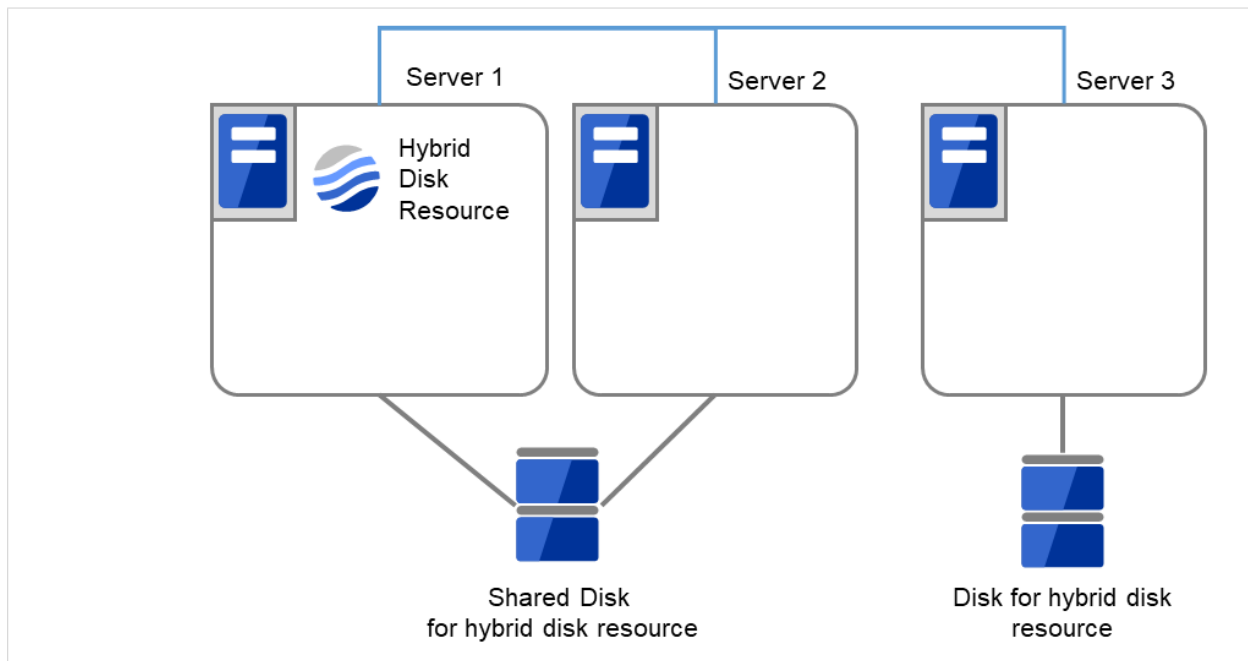 Server 1
Server 2
Server 3
Hybrid
Disk
Resource
Shared Disk
for hybrid disk resource
Disk for hybrid disk
resource